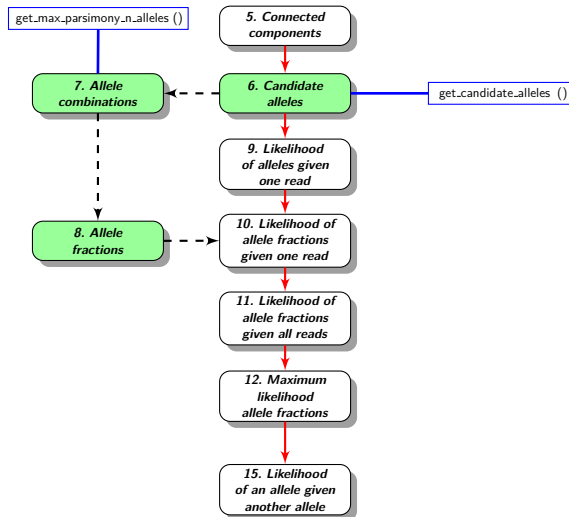 get_max_parsimony_n_alleles ()
5. Connected
components
7. Allele
combinations
6. Candidate
alleles
get_candidate_alleles ()
9. Likelihood
of alleles given
one read
8. Allele
fractions
10. Likelihood of
allele fractions
given one read
11. Likelihood of
allele fractions
given all reads
12. Maximum
likelihood
allele fractions
15. Likelihood
of an allele given
another allele